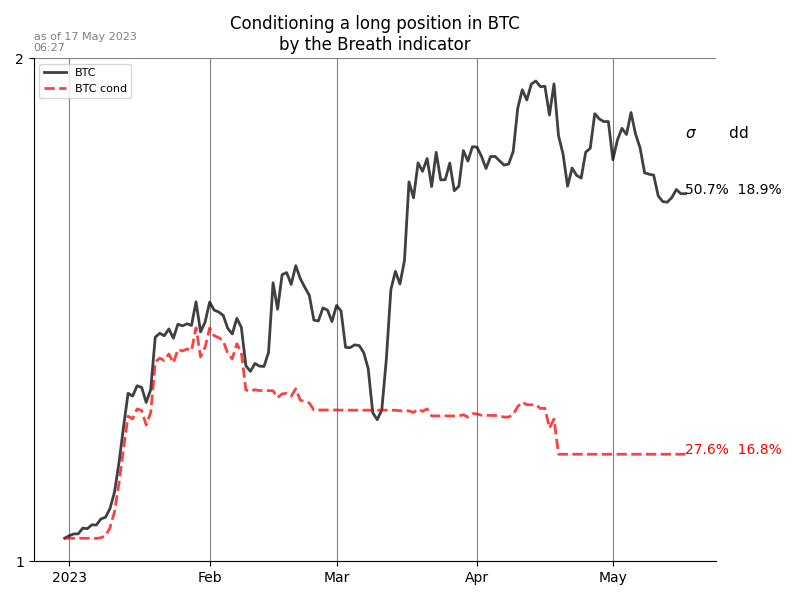 Conditioning a long position in BTC
by the Breath indicator
as of 17 May 2023
06:27
2
BTC
BTC cond
σ dd
50.7% 18.9%
27.6% 16.8%
1
2023 Feb Mar Apr May